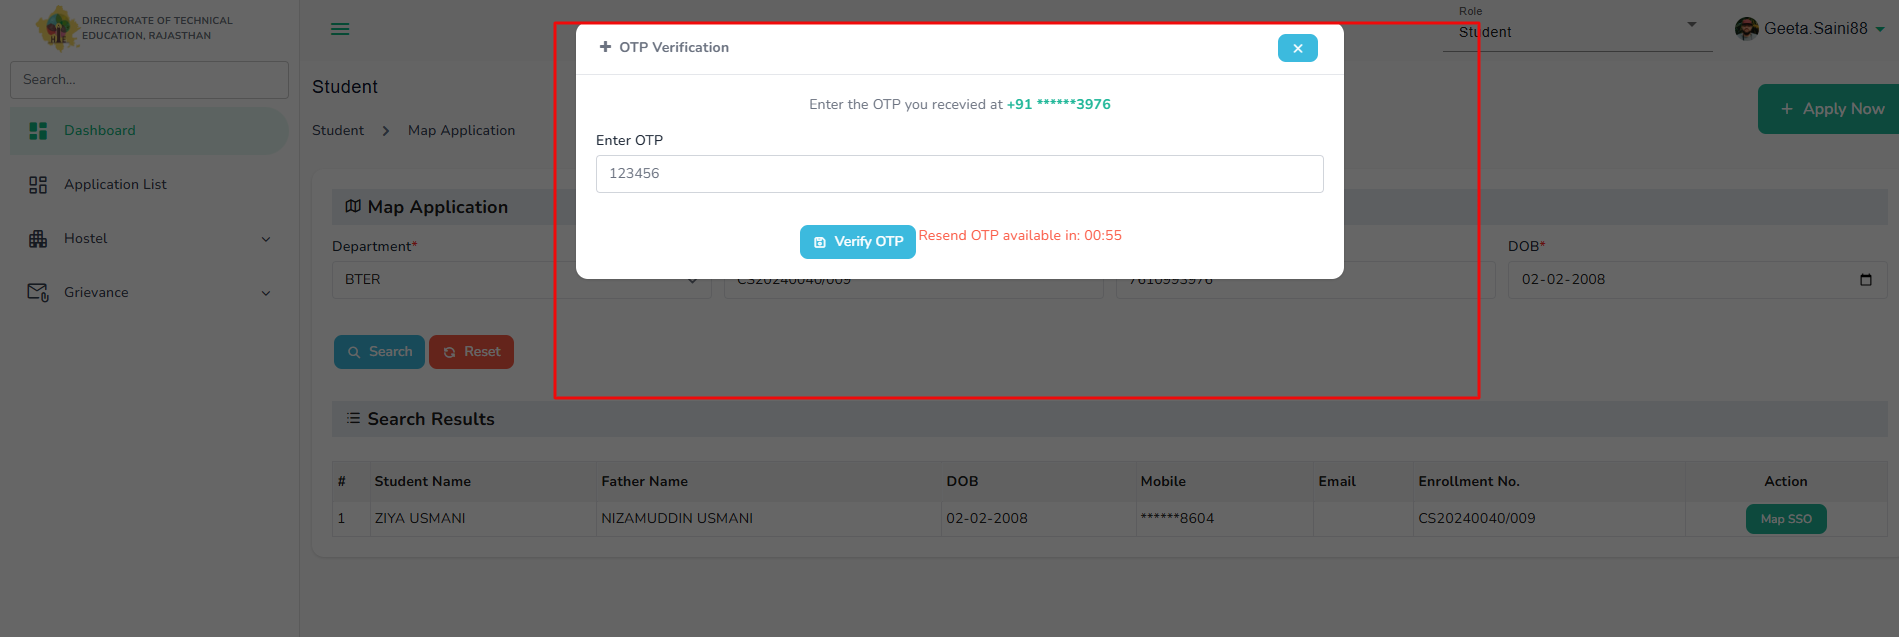 DIRECTORATE OF TECHNICAL
EDUCATION, RAJASTHAN
Search...
Dashboard
Application List
Hostel
Grievance
Role
Student
Geeta.Saini88
Student
Student > Map Application
+ Apply Now
OTP Verification
Enter the OTP you recevied at +91 ******3976
Enter OTP
123456
Verify OTP
Resend OTP available in: 00:55
Map Application
Department*
DOB*
BTER
CS20240040/009
7610993976
02-02-2008
Search
Reset
Search Results
# Student Name Father Name DOB Mobile Email Enrollment No. Action
1 ZIYA USMANI NIZAMUDDIN USMANI 02-02-2008 ******8604 CS20240040/009 Map SSO